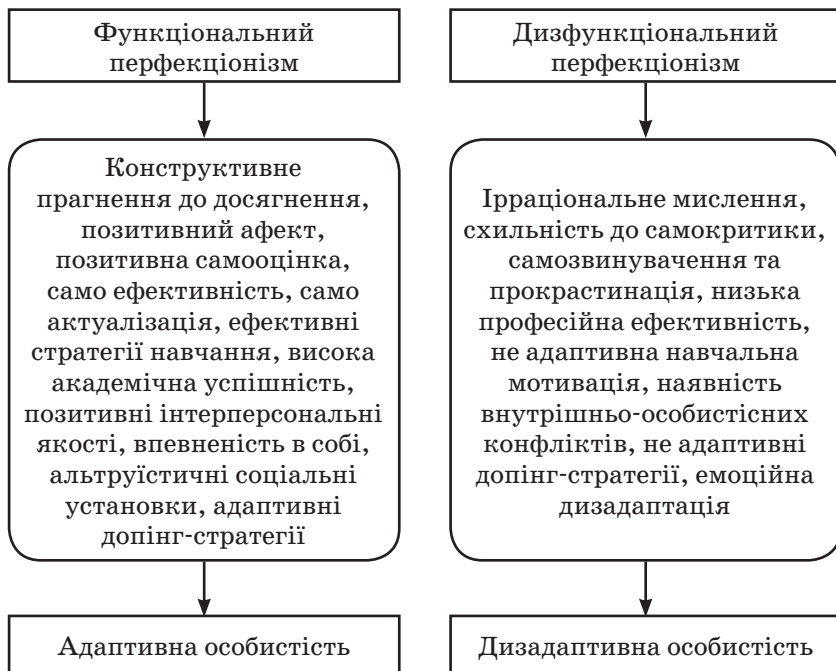 Функціональний
перфекціонізм
Конструктивне
прагнення до досягнення,
позитивний афект,
позитивна самооцінка,
само ефективність, само
актуалізація, ефективні
стратегії навчання, висока
академічна успішність,
позитивні інтерперсональні
якості, впевненість в собі,
альтруїстичні соціальні
установки, адаптивні
допінг-стратегії
Адаптивна особистість
Дизфункціональний
перфекціонізм
Ірраціональне мислення,
схильність до самокритики,
самозвинувачення та
прокрастинація, низька
професійна ефективність,
не адаптивна навчальна
мотивація, наявність
внутрішньо-особистісних
конфліктів, не адаптивні
допінг-стратегії, емоційна
дизадаптація
Дизадаптивна особистість